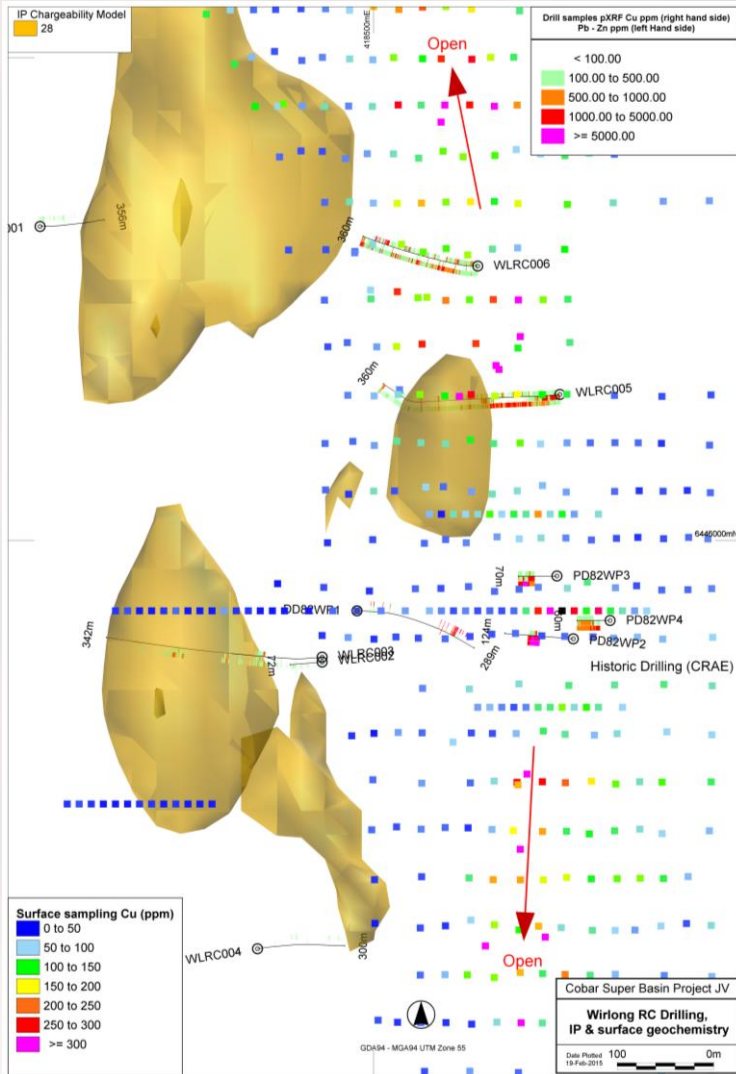 IP Chargeability Model
28
418500mE
Open
Drill samples pXRF Cu ppm (right hand side)
Pb - Zn ppm (left Hand side)
< 100.00
100.00 to 500.00
500.00 to 1000.00
1000.00 to 5000.00
>= 5000.00
001
356m
360m
WLRC006
360m
WLRC005
6446000mN
70m
PD82WP3
DD82WP1
PD82WP4
124m
PD82WP2
289m
342m
WLRC003
WLRC002
72m
Historic Drilling (CRAE)
Surface sampling Cu (ppm)
0 to 50
50 to 100
100 to 150
150 to 200
200 to 250
250 to 300
>= 300
WLRC004
300m
Open
GDA94 - MGA94 UTM Zone 55
Cobar Super Basin Project JV
Wirlong RC Drilling,
IP & surface geochemistry
Date Plotted
19-Feb-2015
100
0m